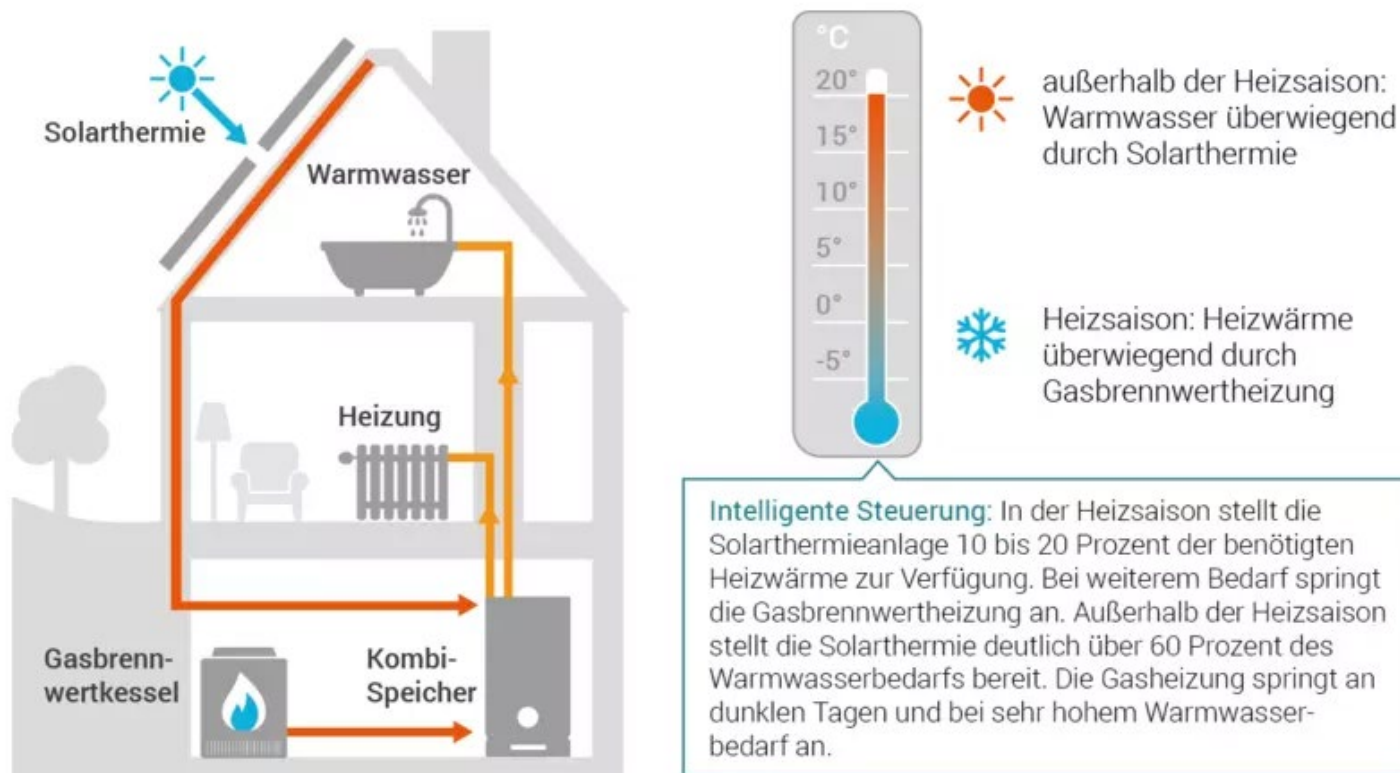 Solarthermie
Warmwasser
Heizung
Gasbrenn-
wertkessel
Kombi-
Speicher
°C
20°
15°
10°
5°
0°
-5°
außerhalb der Heizsaison:
Warmwasser überwiegend
durch Solarthermie
Heizsaison: Heizwärme
überwiegend durch
Gasbrennwertheizung
Intelligente Steuerung: In der Heizsaison stellt die
Solarthermieanlage 10 bis 20 Prozent der benötigten
Heizwärme zur Verfügung. Bei weiterem Bedarf springt
die Gasbrennwertheizung an. Außerhalb der Heizsaison
stellt die Solarthermie deutlich über 60 Prozent des
Warmwasserbedarfs bereit. Die Gasheizung springt an
dunklen Tagen und bei sehr hohem Warmwasser-
bedarf an.